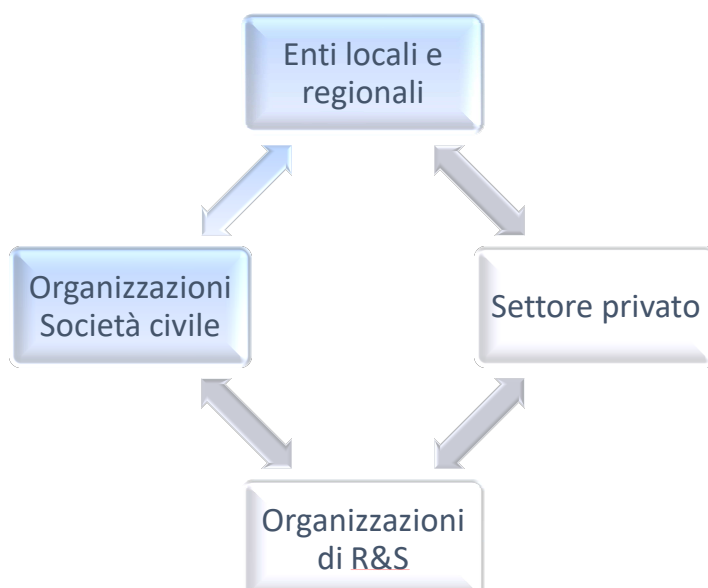 Enti locali e
regionali
Organizzazioni
Società civile
Settore privato
Organizzazioni
di R&S